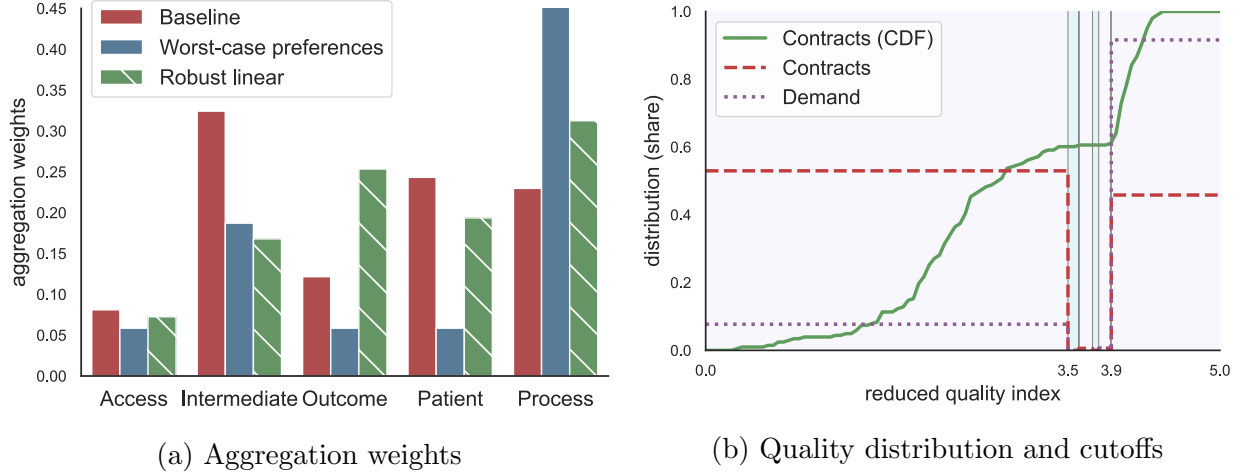 0.45
0.40
0.35
0.30
0.25
0.20
0.15
0.10
0.05
0.00
aggregation weights
Baseline
Worst-case preferences
Robust linear
Access Intermediate Outcome Patient Process
(a) Aggregation weights
1.0
0.8
0.6
0.4
0.2
0.0
distribution (share)
Contracts (CDF)
Contracts
Demand
0.0 3.5 3.9 5.0
reduced quality index
(b) Quality distribution and cutoffs